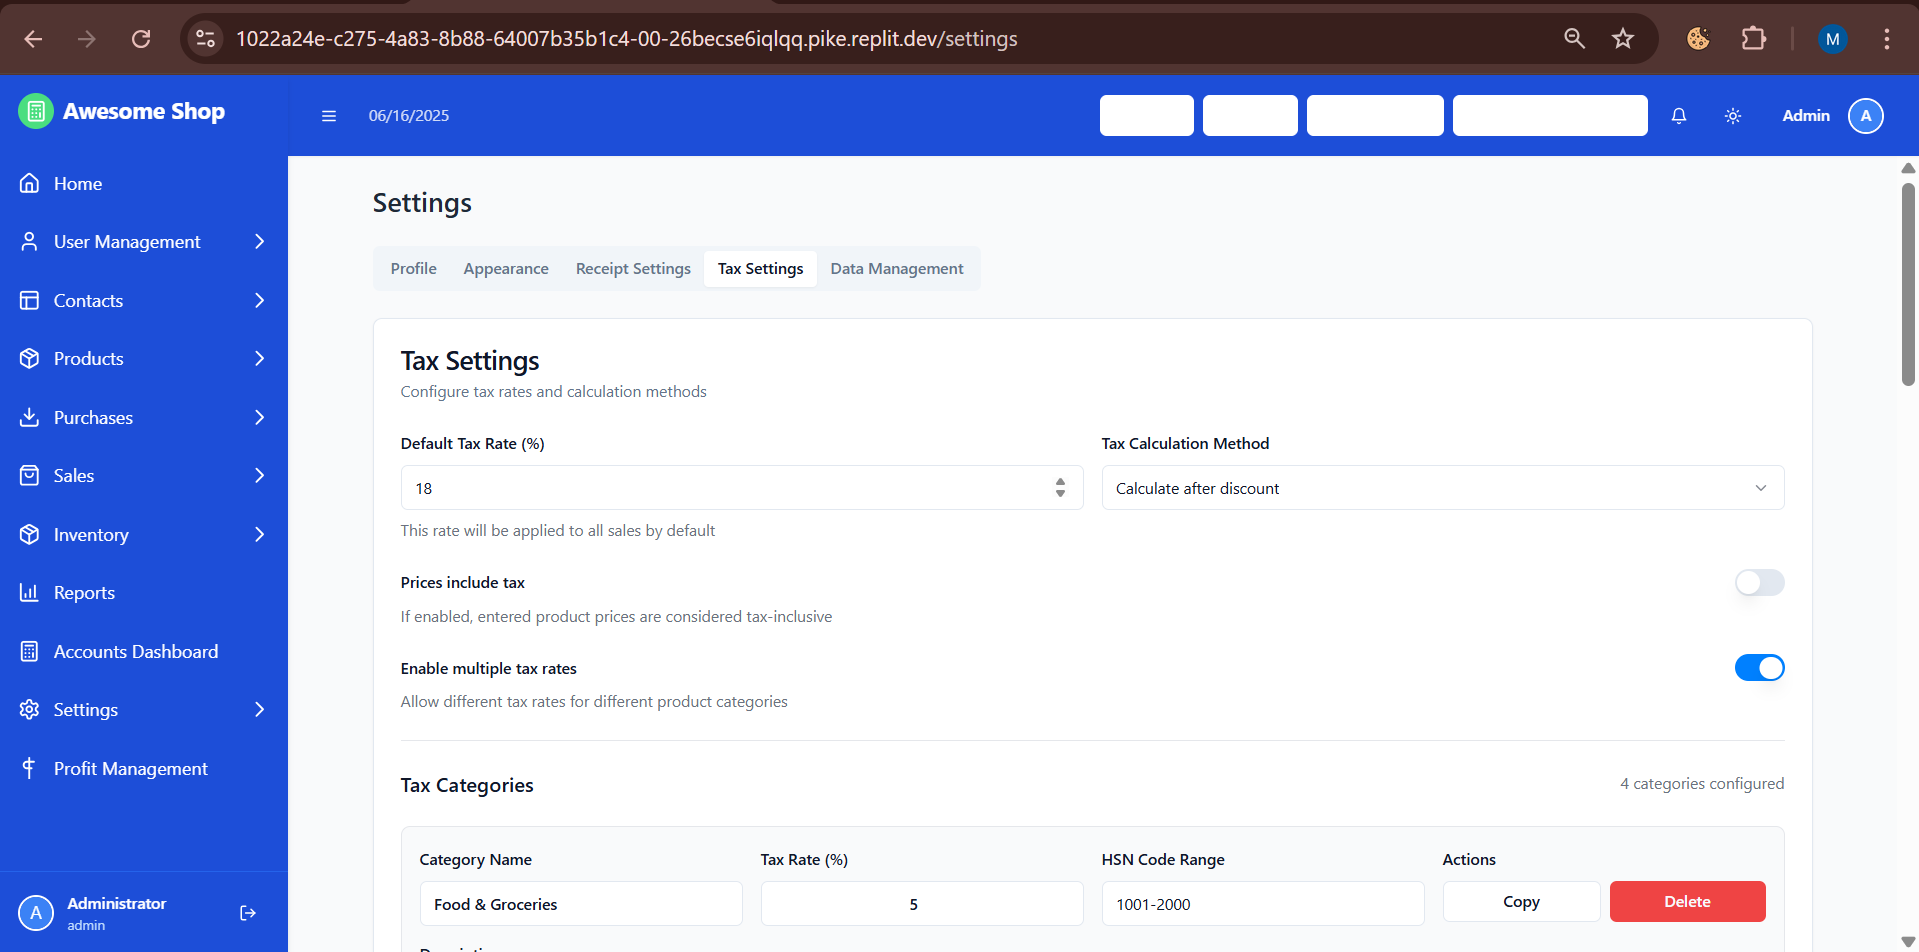 1022a24e-c275-4a83-8b88-64007b35b1c4-00-26becse6iqlqq.pike.replit.dev/settings
M
Awesome Shop
06/16/2025
Admin
A
Home
User Management
Contacts
Products
Purchases
Sales
Inventory
Reports
Accounts Dashboard
Settings
Profit Management
A
Administrator
admin
Settings
Profile
Appearance
Receipt Settings
Tax Settings
Data Management
Tax Settings
Configure tax rates and calculation methods
Default Tax Rate (%)
18
This rate will be applied to all sales by default
Tax Calculation Method
Calculate after discount
Prices include tax
If enabled, entered product prices are considered tax-inclusive
Enable multiple tax rates
Allow different tax rates for different product categories
Tax Categories
4 categories configured
Category Name
Tax Rate (%)
HSN Code Range
Actions
Food & Groceries
5
1001-2000
Copy
Delete